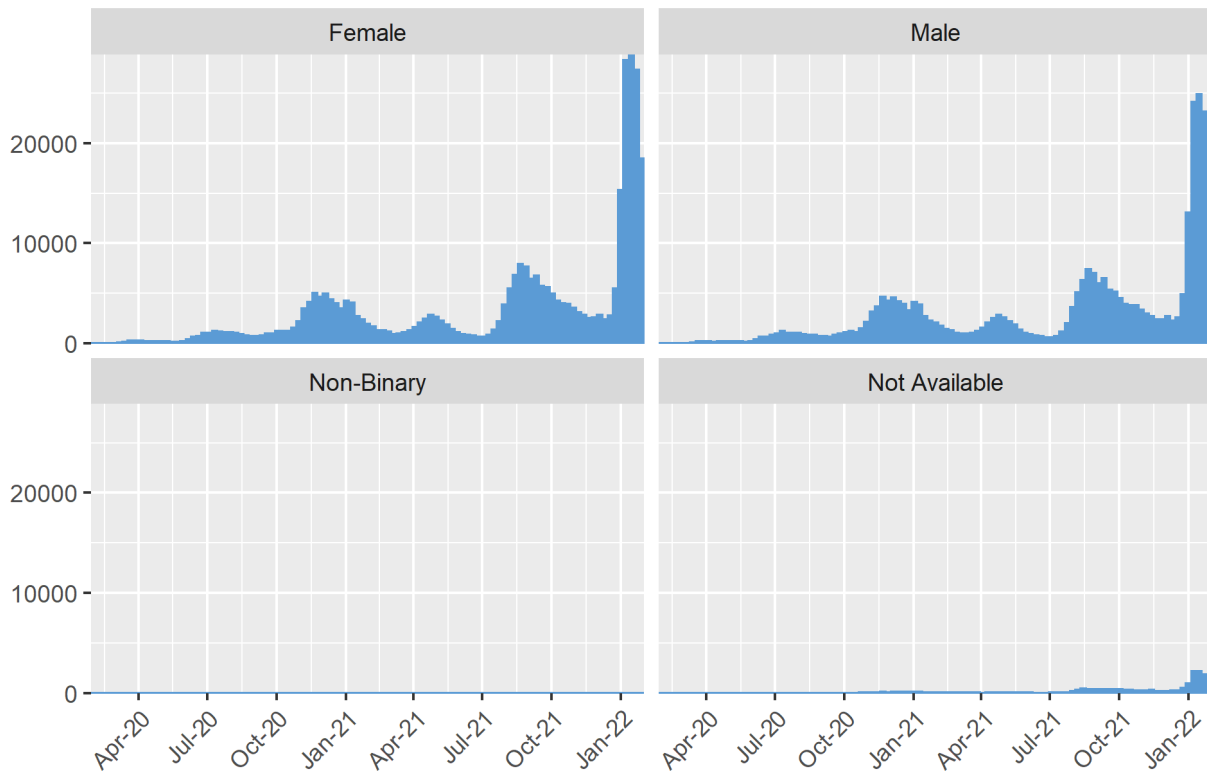 Female
Male
20000
10000
0
Non-Binary
Not Available
20000
10000
0
Apr-20
Jul-20
Oct-20
Jan-21
Apr-21
Jul-21
Oct-21
Jan-22
Apr-20
Jul-20
Oct-20
Jan-21
Apr-21
Jul-21
Oct-21
Jan-22